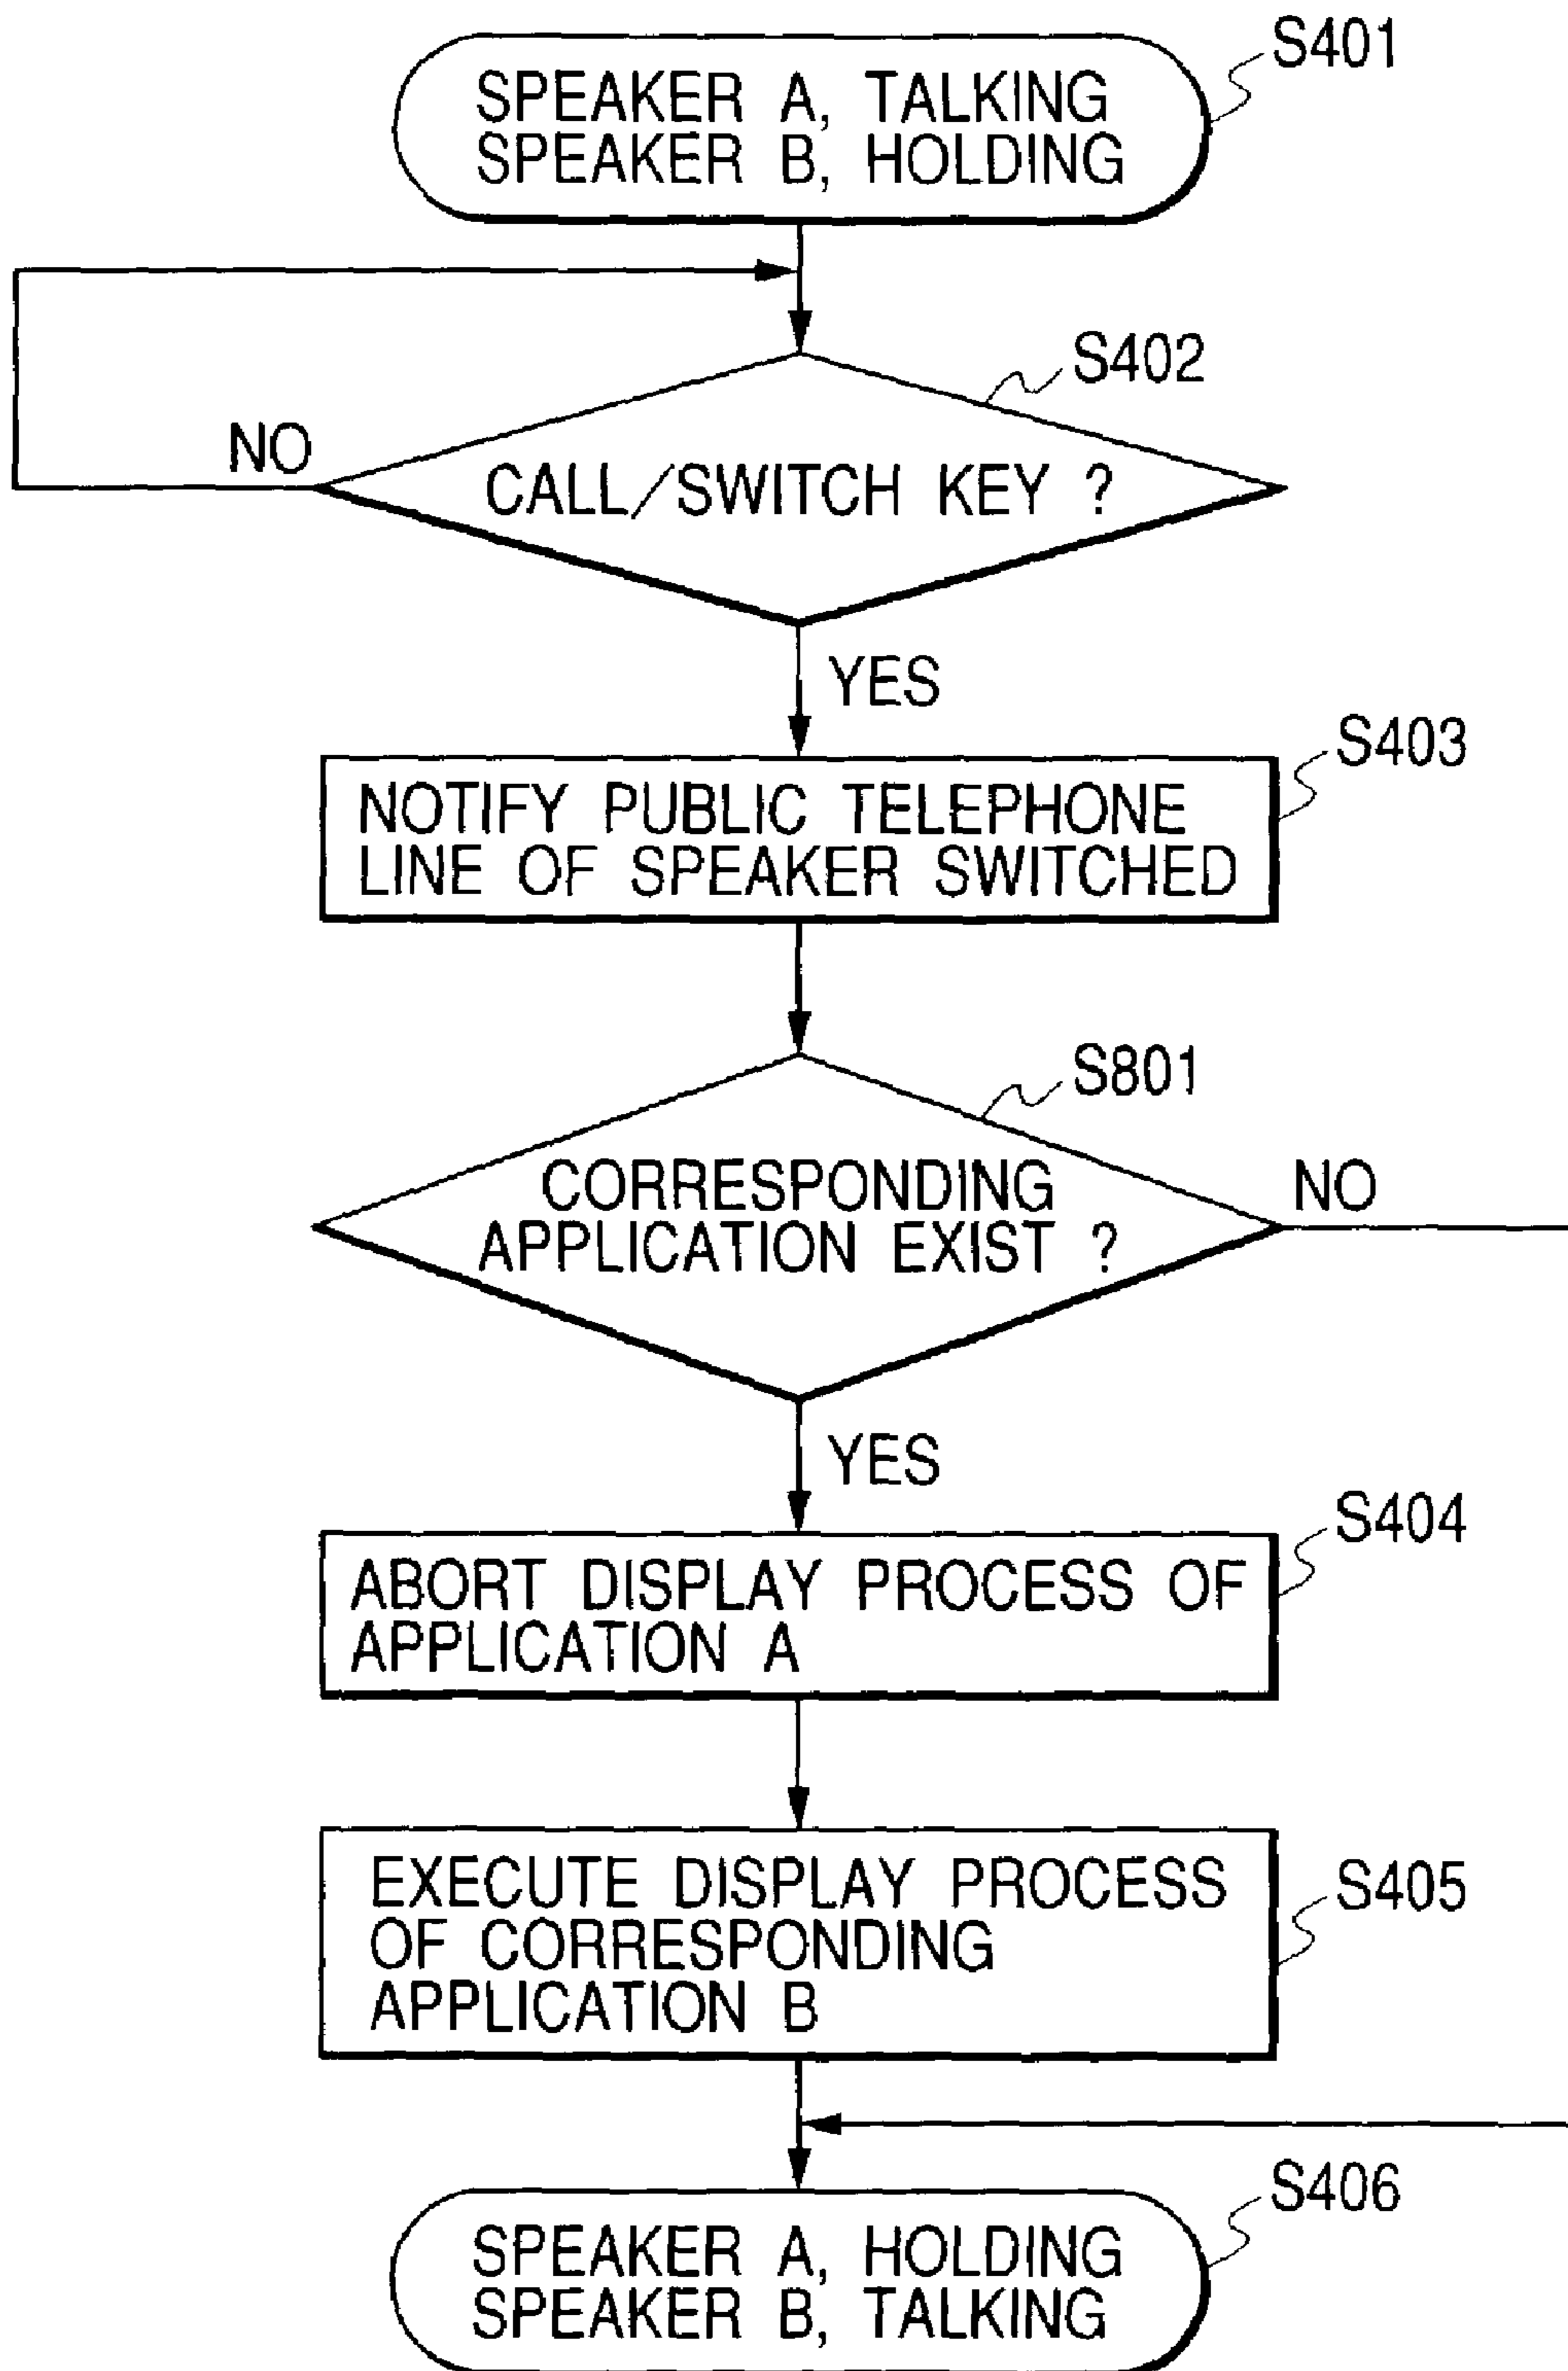 S401
SPEAKER A, TALKING
SPEAKER B, HOLDING
S402
NO
CALL/SWITCH KEY ?
YES
S403
NOTIFY PUBLIC TELEPHONE
LINE OF SPEAKER SWITCHED
S801
CORRESPONDING
APPLICATION EXIST ?
NO
YES
S404
ABORT DISPLAY PROCESS OF
APPLICATION A
S405
EXECUTE DISPLAY PROCESS
OF CORRESPONDING
APPLICATION B
S406
SPEAKER A, HOLDING
SPEAKER B, TALKING